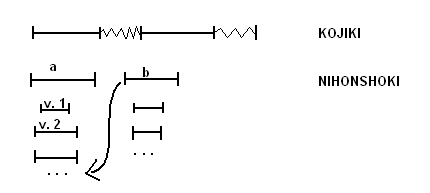 KOJIKI
a
b
NIHONSHOKI
v. 1
v. 2
. . .
. . .